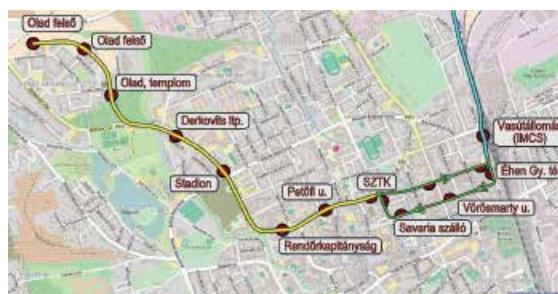 Olad felső
Olad felső
Olad, templom
Derkovits ltp.
Stadion
Petőfi u.
SZTK
Rendőrkapitányság
Savaria szálló
Vörösmarty u.
Éhen Gy. té
Vasútállomás
(IMCS)